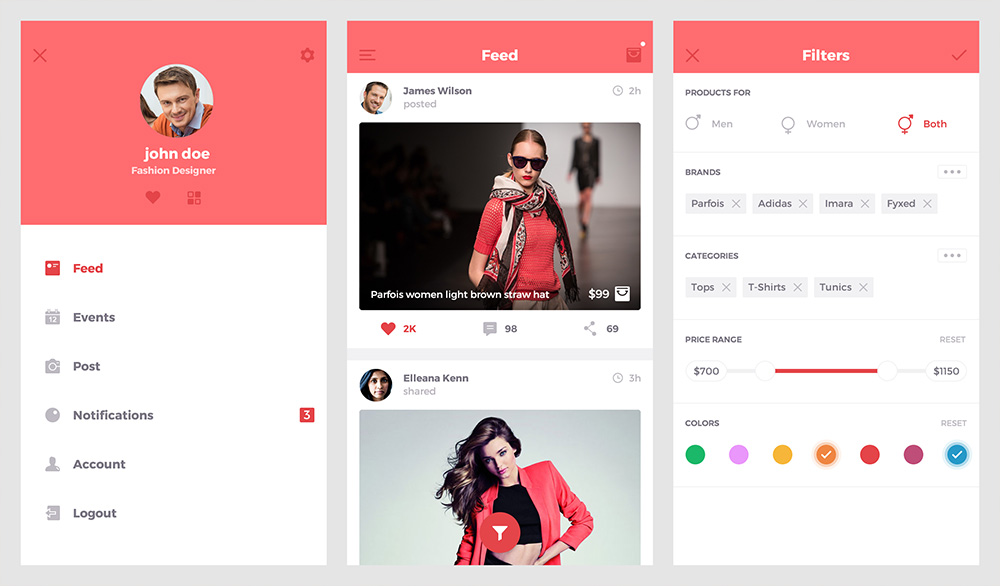 john doe
Fashion Designer
Feed
12
Events
Post
Notifications
3
Account
Logout
Feed
James Wilson
2h
posted
Parfois women light brown straw hat
$99
2K
98
69
Elleana Kenn
3h
shared
Filters
PRODUCTS FOR
Men
Women
Both
BRANDS
Parfois
Adidas
Imara
Fyxed
CATEGORIES
Tops
T-Shirts
Tunics
PRICE RANGE
RESET
$700
$1150
COLORS
RESET